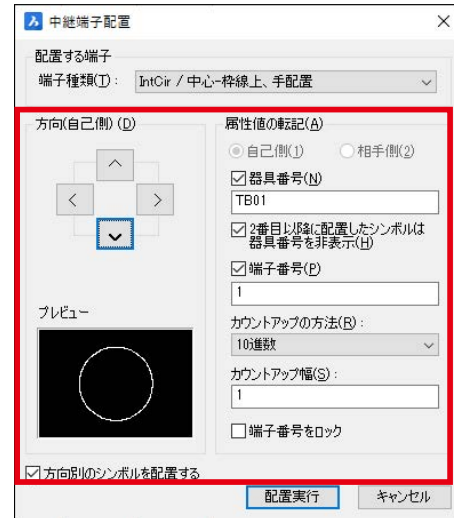 中継端子配置
配置する端子
端子種類(T): IntCir / 中心-枠線上、手配置
方向(自己側) (D)
プレビュー
属性値の転記(A)
自己側(1) 相手側(2)
器具番号(N)
TB01
2番目以降に配置したシンボルは
器具番号を非表示(H)
端子番号(P)
1
カウントアップの方法(R):
10進数
カウントアップ幅(S):
1
端子番号をロック
方向別のシンボルを配置する
配置実行 キャンセル